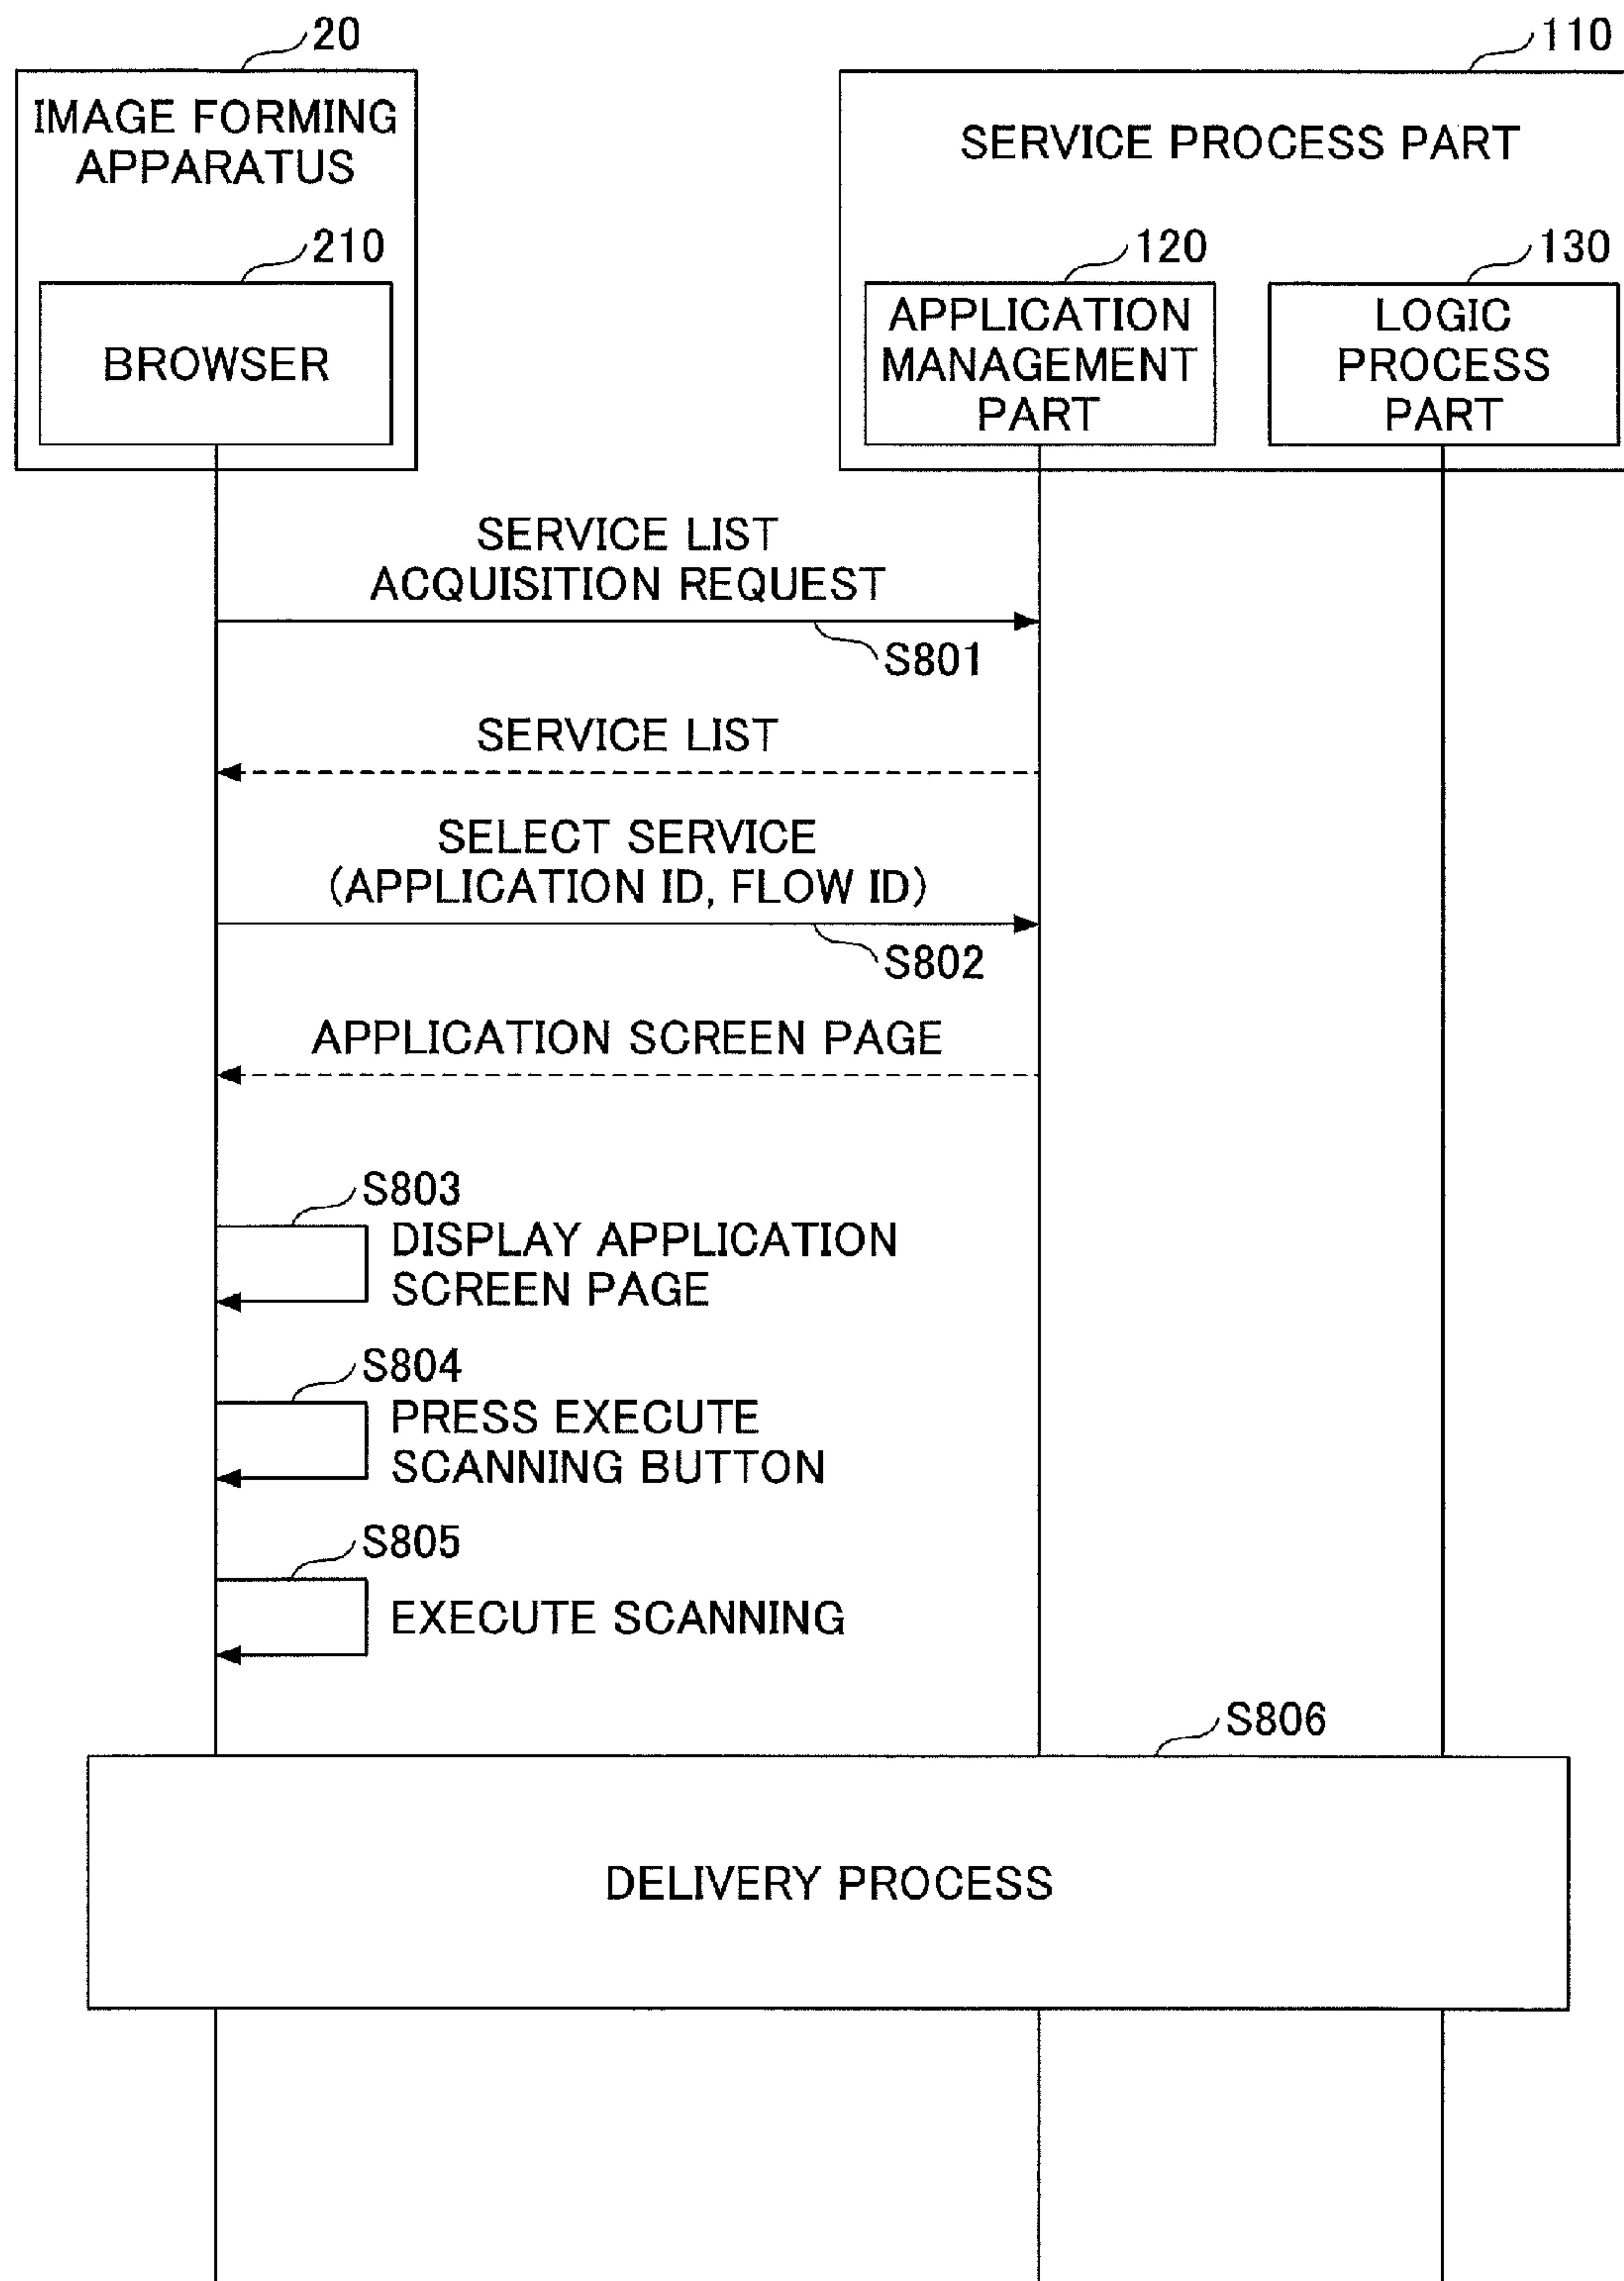 20
110
IMAGE FORMING
APPARATUS
SERVICE PROCESS PART
210
120
130
BROWSER
APPLICATION
MANAGEMENT
PART
LOGIC
PROCESS
PART
SERVICE LIST
ACQUISITION REQUEST
S801
SERVICE LIST
SELECT SERVICE
(APPLICATION ID, FLOW ID)
S802
APPLICATION SCREEN PAGE
S803
DISPLAY APPLICATION
SCREEN PAGE
S804
PRESS EXECUTE
SCANNING BUTTON
S805
EXECUTE SCANNING
S806
DELIVERY PROCESS